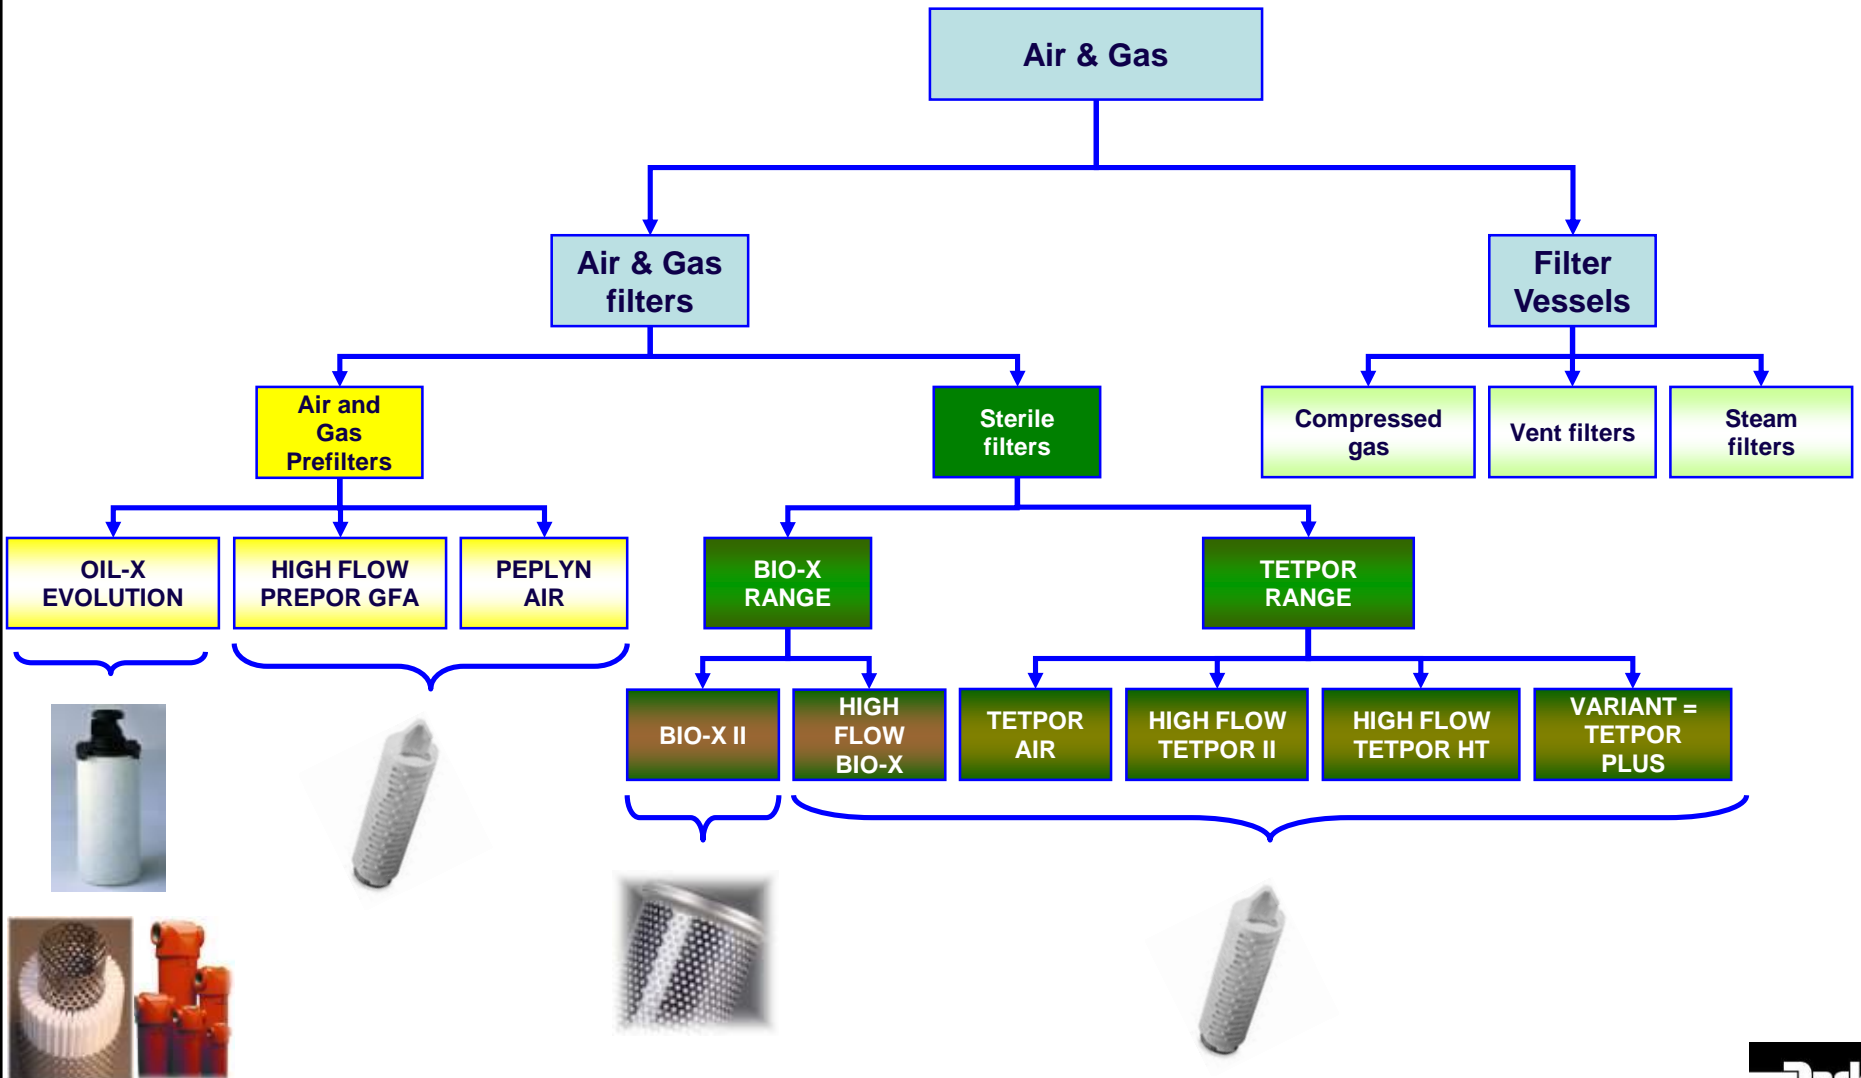 Air & Gas
Air & Gas
filters
Filter
Vessels
Air and
Gas
Prefilters
Sterile
filters
Compressed
gas
Vent filters
Steam
filters
OIL-X
EVOLUTION
HIGH FLOW
PREPOR GFA
PEPLYN
AIR
BIO-X
RANGE
TETPOR
RANGE
BIO-X II
HIGH
FLOW
BIO-X
TETPOR
AIR
HIGH FLOW
TETPOR II
HIGH FLOW
TETPOR HT
VARIANT =
TETPOR
PLUS